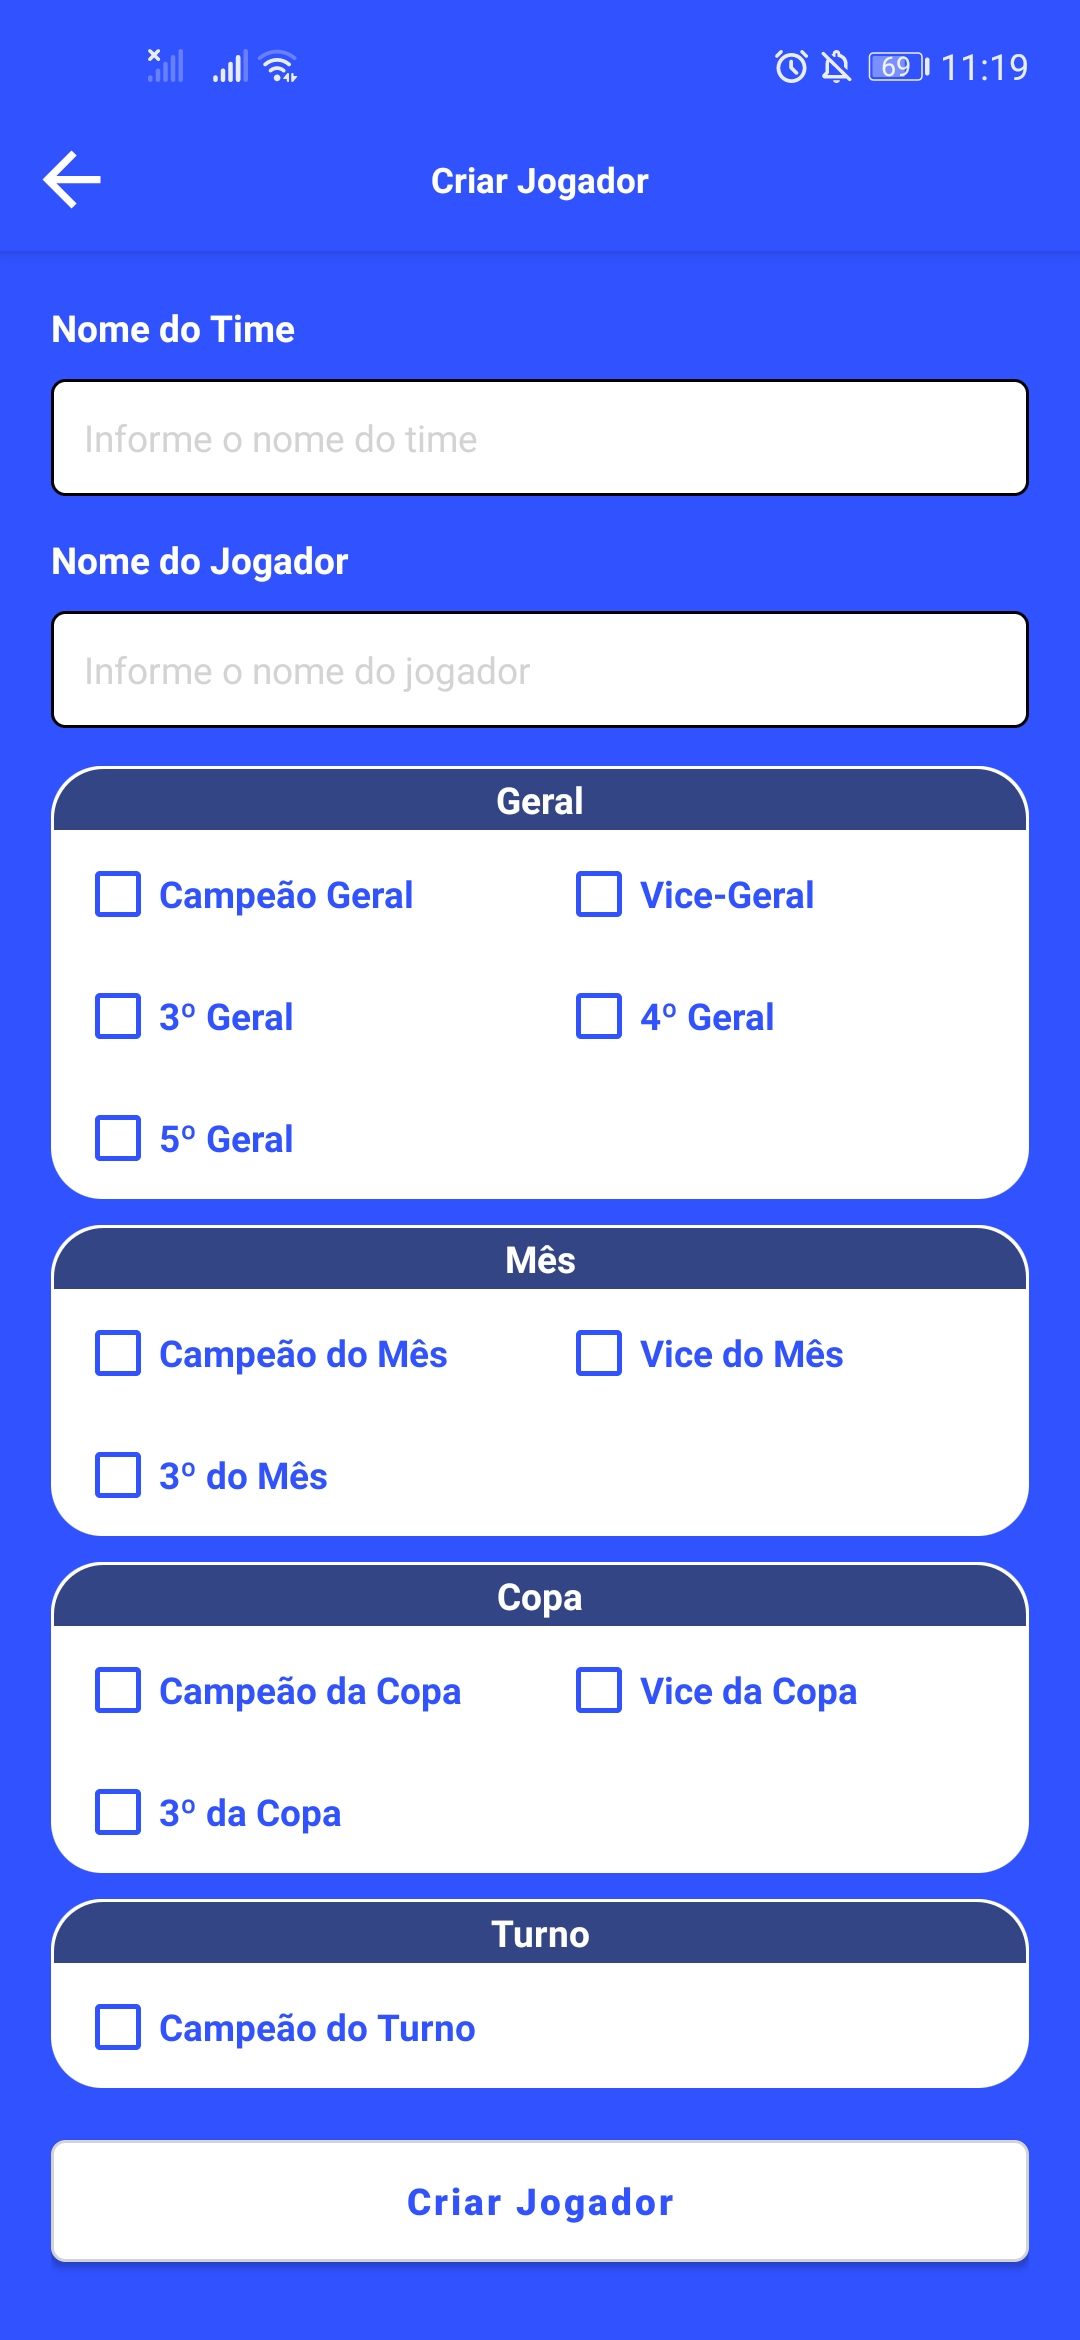 69 11:19
Criar Jogador
Nome do Time
Informe o nome do time
Nome do Jogador
Informe o nome do jogador
Geral
Campeão Geral Vice-Geral
3º Geral 4º Geral
5º Geral
Mês
Campeão do Mês Vice do Mês
3º do Mês
Copa
Campeão da Copa Vice da Copa
3º da Copa
Turno
Campeão do Turno
Criar Jogador